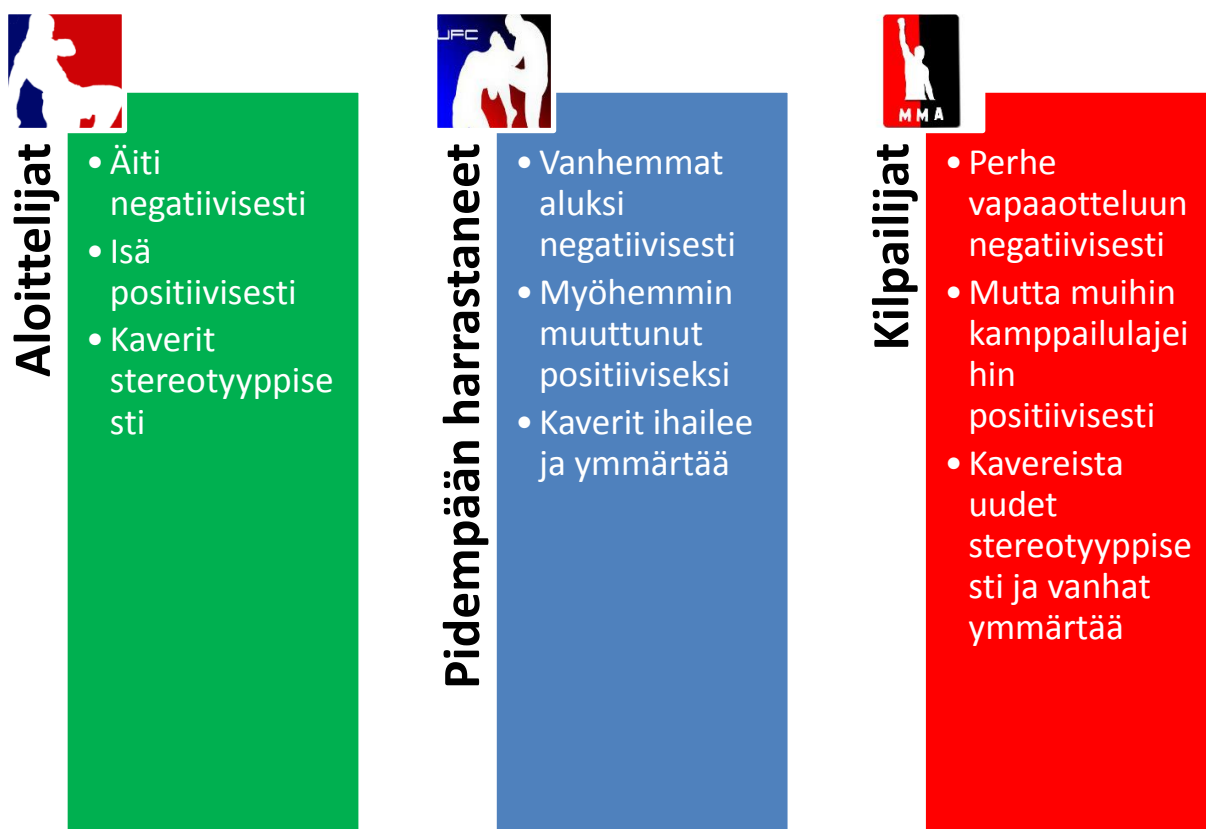 Aloittelijat
• Äiti
negatiivisesti
• Isä
positiivisesti
• Kaverit
stereotyyppise
sti
UFC
Pidempään harrastaneet
• Vanhemmat
aluksi
negatiivisesti
• Myöhemmin
muuttunut
positiiviseksi
• Kaverit ihailee
ja ymmärtää
MMA
Kilpailijat
• Perhe
vapaaotteluun
negatiivisesti
• Mutta muihin
kamppailulajei
hin
positiivisesti
• Kavereista
uudet
stereotyyppise
sti ja vanhat
ymmärtää